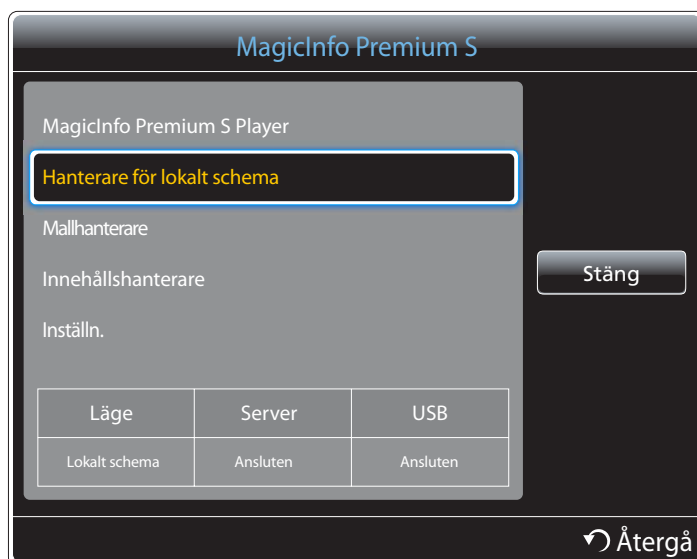 MagicInfo Premium S
MagicInfo Premium S Player
Hanterare för lokalt schema
Mallhanterare
Innehållshanterare
Inställn.
Stäng
Läge Server USB
Lokalt schema Ansluten Ansluten
Återgå